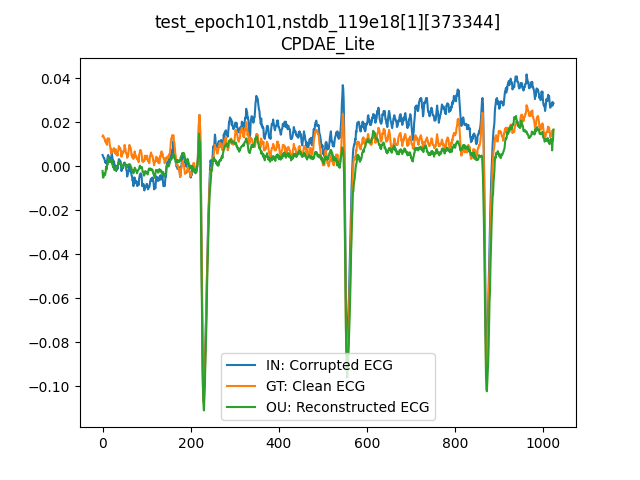 test_epoch101,nstdb_119e18[1][373344]
CPDAE_Lite
0.04
0.02
0.00
−0.02
−0.04
−0.06
−0.08
−0.10
IN: Corrupted ECG
GT: Clean ECG
OU: Reconstructed ECG
0 200 400 600 800 1000